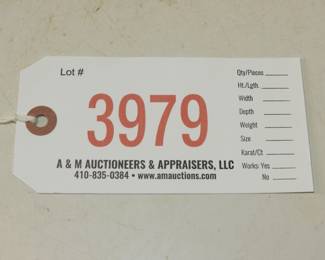 Lot #
3979
A & M AUCTIONEERS & APPRAISERS, LLC
410-835-0384 • www.amauctions.com
Qty/Pieces
Ht./Lgth
Width
Depth
Weight
Size
Karat/Ct
Works: Yes
No